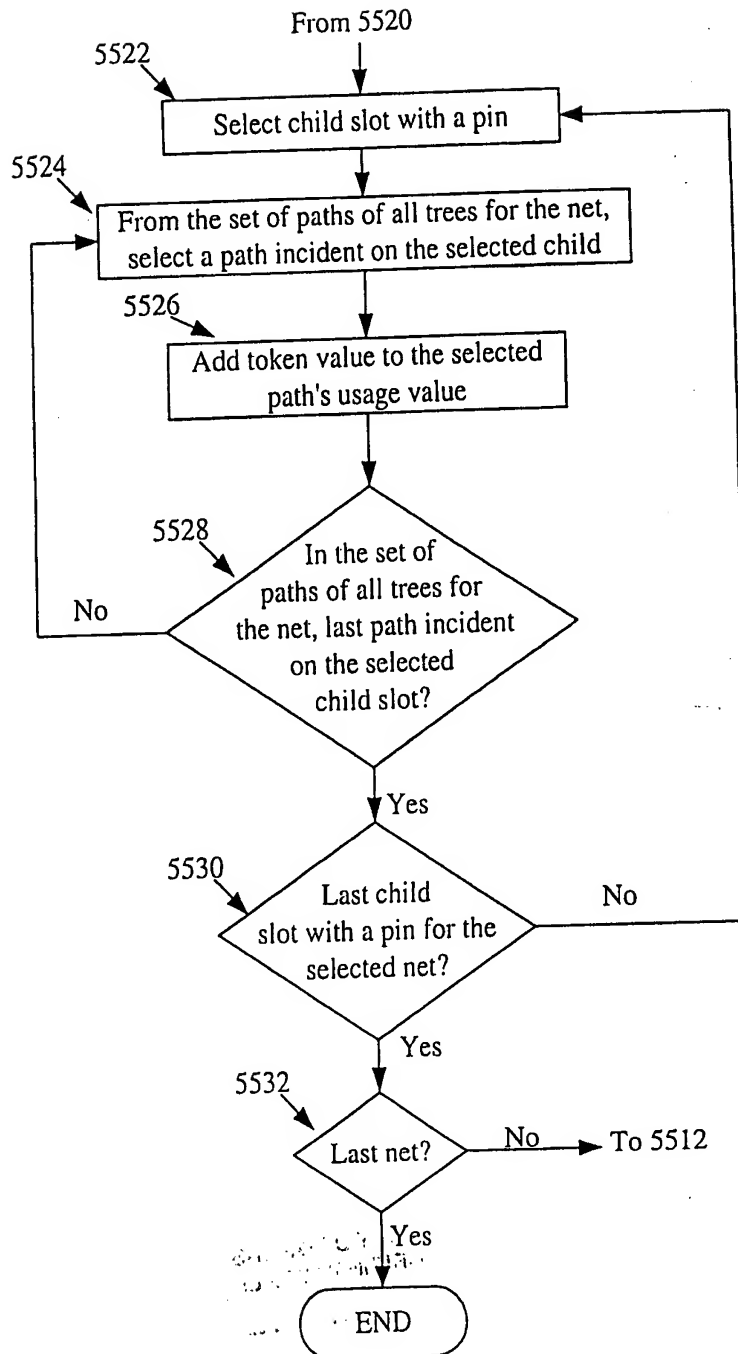 From 5520
5522
Select child slot with a pin
5524
From the set of paths of all trees for the net,
select a path incident on the selected child
5526
Add token value to the selected
path's usage value
5528
In the set of
paths of all trees for
the net, last path incident
on the selected
child slot?
No
Yes
5530
Last child
slot with a pin for the
selected net?
No
Yes
5532
Last net?
No
To 5512
Yes
END